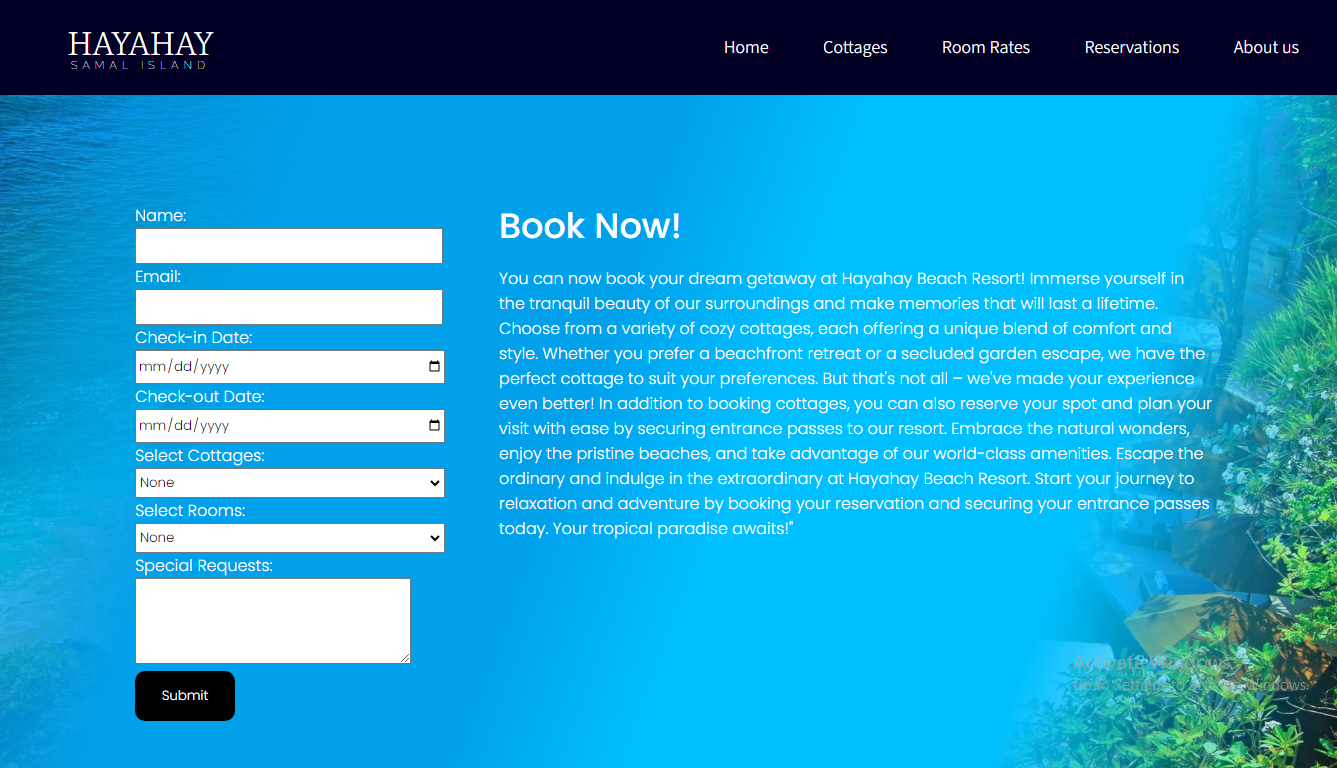 HAYAHAY
SAMAL ISLAND
Home
Cottages
Room Rates
Reservations
About us
Name:
Email:
Check-in Date:
mm/dd/yyyy
Check-out Date:
mm/dd/yyyy
Select Cottages:
None
Select Rooms:
None
Special Requests:
Submit
Book Now!
You can now book your dream getaway at Hayahay Beach Resort! Immerse yourself in
the tranquil beauty of our surroundings and make memories that will last a lifetime.
Choose from a variety of cozy cottages, each offering a unique blend of comfort and
style. Whether you prefer a beachfront retreat or a secluded garden escape, we have the
perfect cottage to suit your preferences. But that's not all – we've made your experience
even better! In addition to booking cottages, you can also reserve your spot and plan your
visit with ease by securing entrance passes to our resort. Embrace the natural wonders,
enjoy the pristine beaches, and take advantage of our world-class amenities. Escape the
ordinary and indulge in the extraordinary at Hayahay Beach Resort. Start your journey to
relaxation and adventure by booking your reservation and securing your entrance passes
today. Your tropical paradise awaits!"
Activate Windows
Go to Settings to activate Windows.